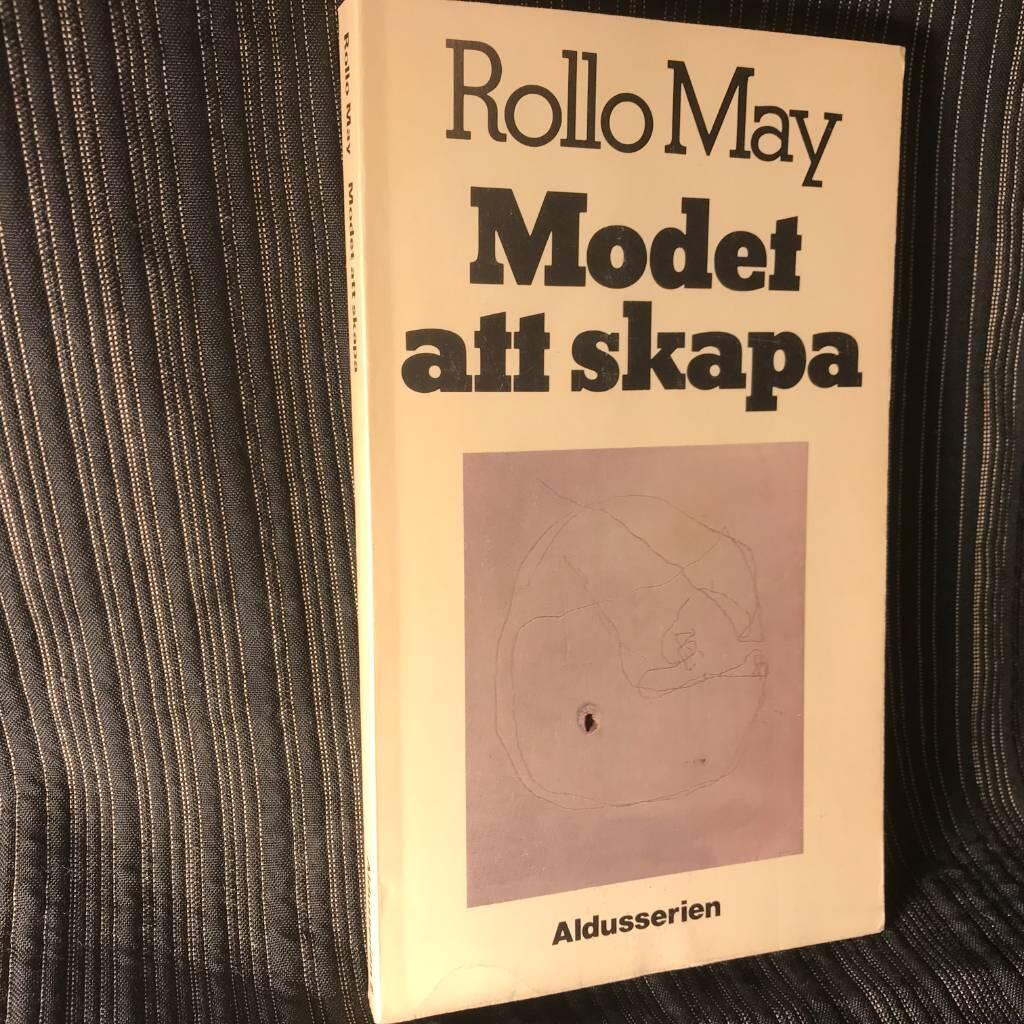 Rollo May
Modet
att skapa
Aldusserien
Rollo May Modet att skapa